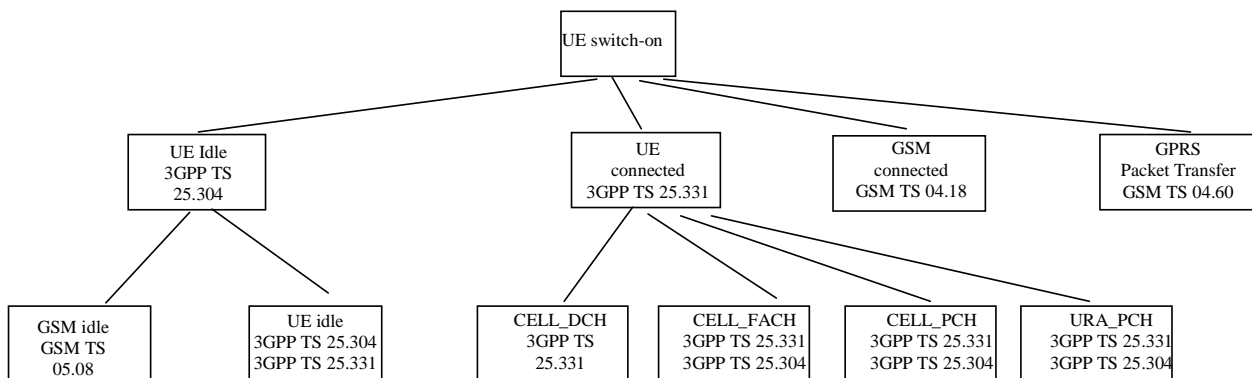 UE switch-on
UE Idle
3GPP TS
25.304
UE
connected
3GPP TS 25.331
GSM
connected
GSM TS 04.18
GPRS
Packet Transfer
GSM TS 04.60
GSM idle
GSM TS
05.08
UE idle
3GPP TS 25.304
3GPP TS 25.331
CELL_DCH
3GPP TS
25.331
CELL_FACH
3GPP TS 25.331
3GPP TS 25.304
CELL_PCH
3GPP TS 25.331
3GPP TS 25.304
URA_PCH
3GPP TS 25.331
3GPP TS 25.304